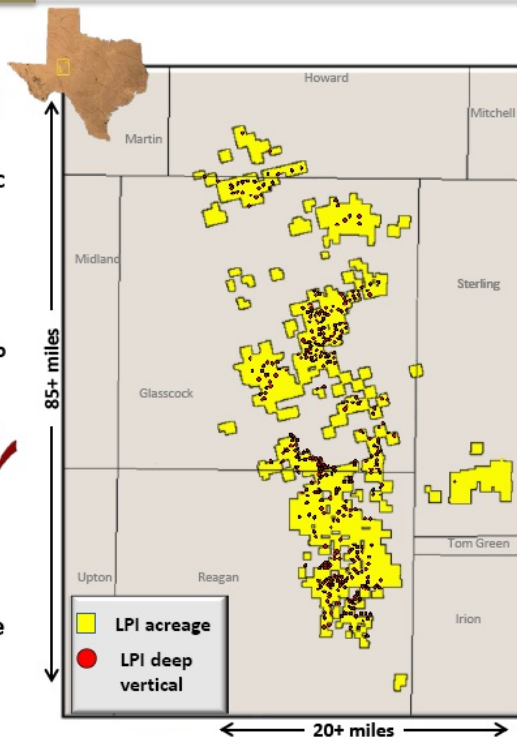 Howard
Mitchell
Martin
Midland
Sterling
85+ miles
Glasscock
Tom Green
Upton
Reagan
Irion
LPI acreage
LPI deep
vertical
20+ miles